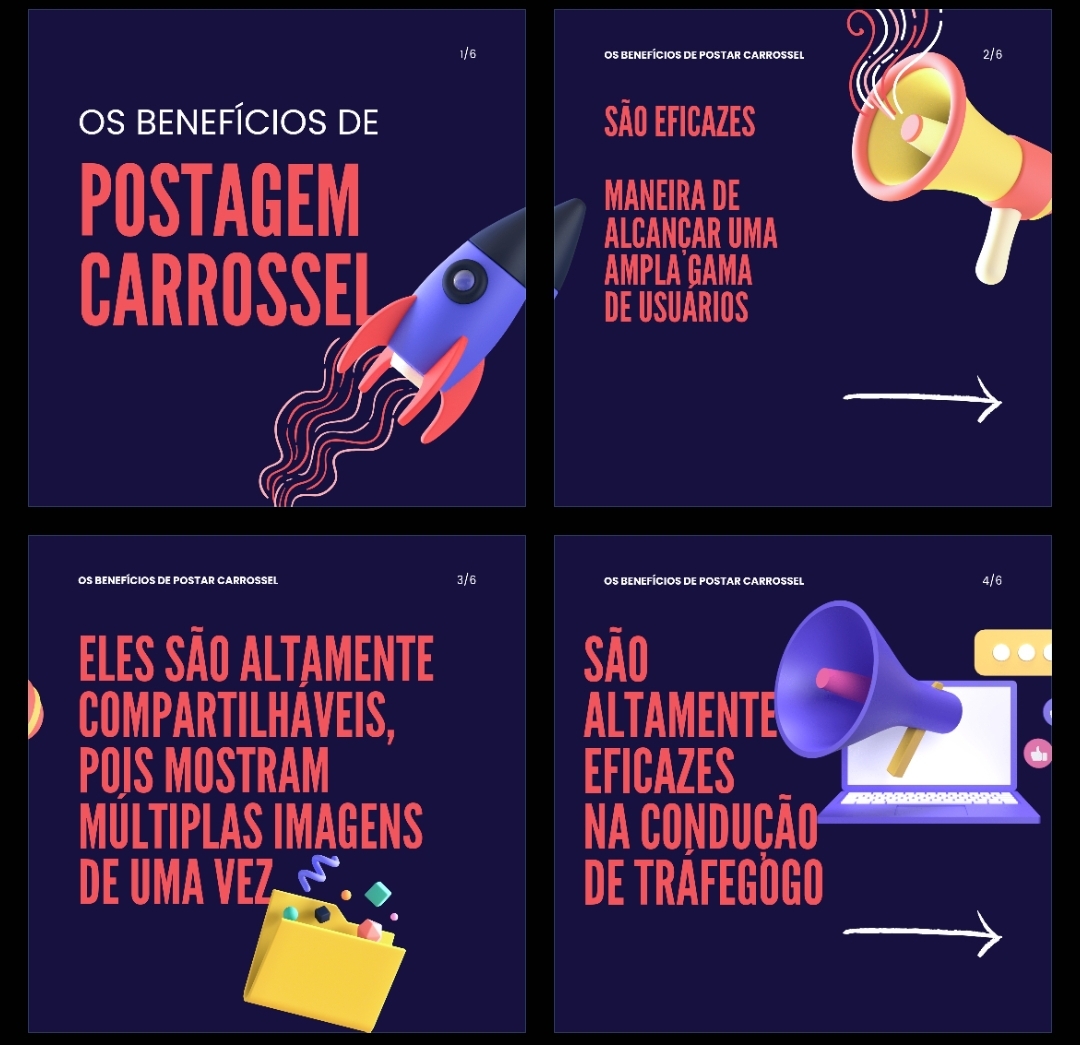 1/6
OS BENEFÍCIOS DE
POSTAGEM
CARROSSEL
OS BENEFÍCIOS DE POSTAR CARROSSEL
2/6
SÃO EFICAZES
MANEIRA DE
ALCANÇAR UMA
AMPLA GAMA
DE USUÁRIOS
OS BENEFÍCIOS DE POSTAR CARROSSEL
3/6
ELES SÃO ALTAMENTE
COMPARTILHÁVEIS,
POIS MOSTRAM
MÚLTIPLAS IMAGENS
DE UMA VEZ
OS BENEFÍCIOS DE POSTAR CARROSSEL
4/6
SÃO
ALTAMENTE
EFICAZES
NA CONDUÇÃO
DE TRÁFEGOGO